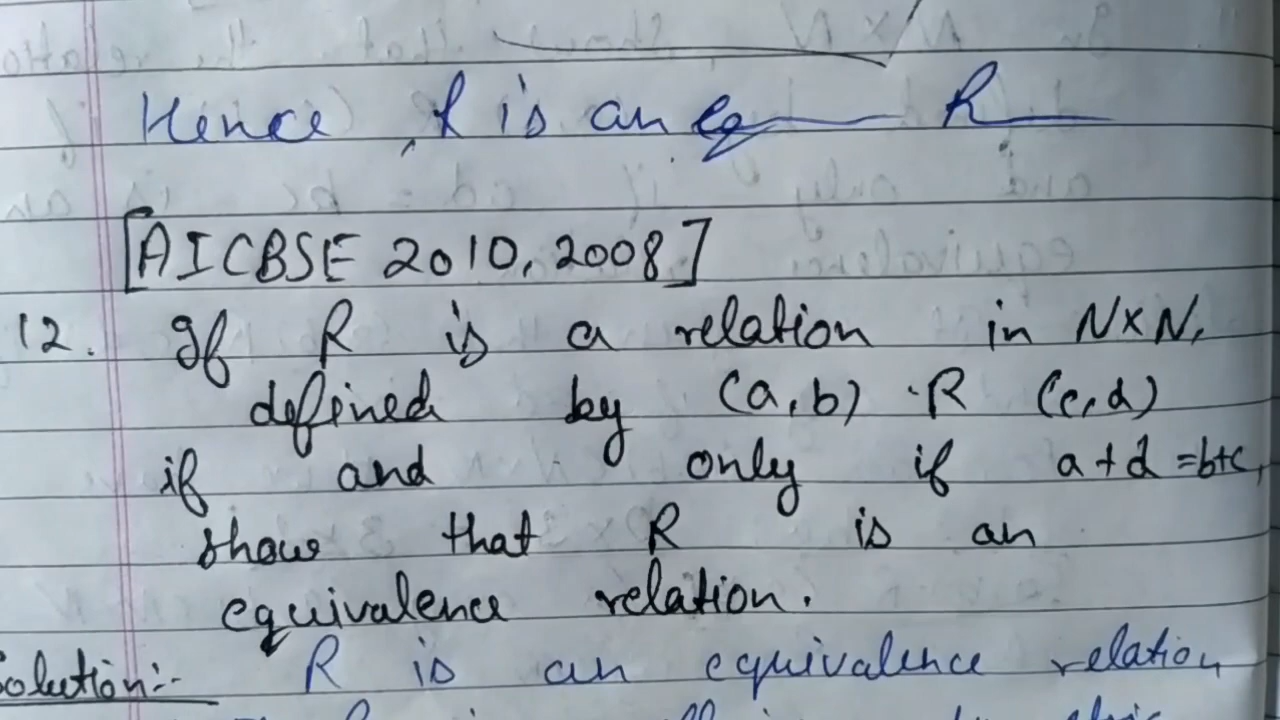 Hence, R is an eq R
[AICBSE 2010, 2008]
12. If R is a relation in N×N,
defined by (a,b) R (c,d)
if and only if a+d=b+c,
show that R is an
equivalence relation.
Solution:- R is an equivalence relation,